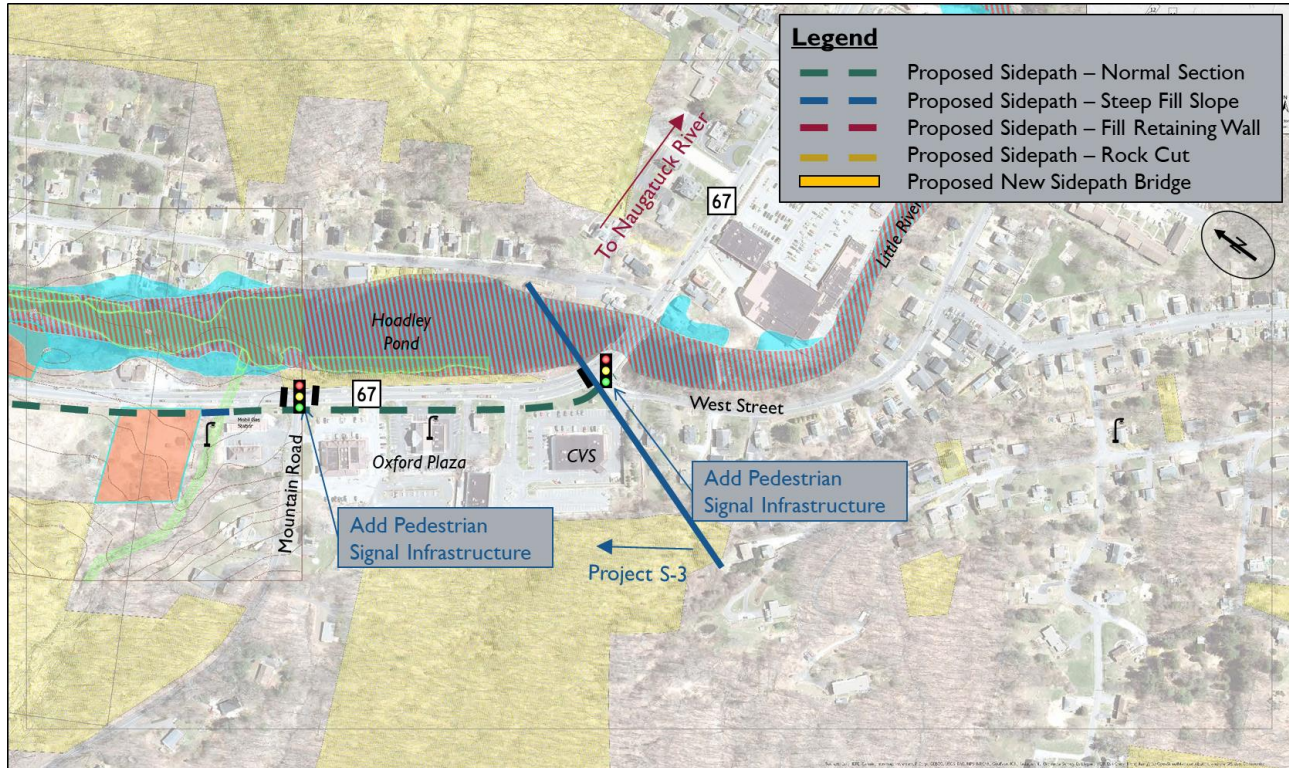 Legend
Proposed Sidepath – Normal Section
Proposed Sidepath – Steep Fill Slope
Proposed Sidepath – Fill Retaining Wall
Proposed Sidepath – Rock Cut
Proposed New Sidepath Bridge
To Naugatuck River
67
Little River
N
Hoadley
Pond
67
West Street
Mountain Road
Oxford Plaza
CVS
Add Pedestrian
Signal Infrastructure
Add Pedestrian
Signal Infrastructure
Project S-3